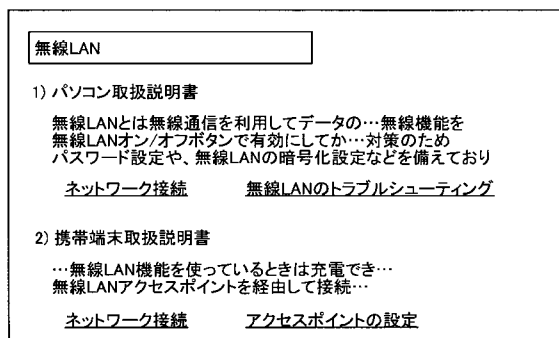 無線LAN
1) パソコン取扱説明書
無線LANとは無線通信を利用してデータの…無線機能を
無線LANオン/オフボタンで有効にしてか…対策のため
パスワード設定や、無線LANの暗号化設定などを備えており
ネットワーク接続 無線LANのトラブルシューティング
2) 携帯端末取扱説明書
…無線LAN機能を使っているときは充電でき…
無線LANアクセスポイントを経由して接続…
ネットワーク接続 アクセスポイントの設定